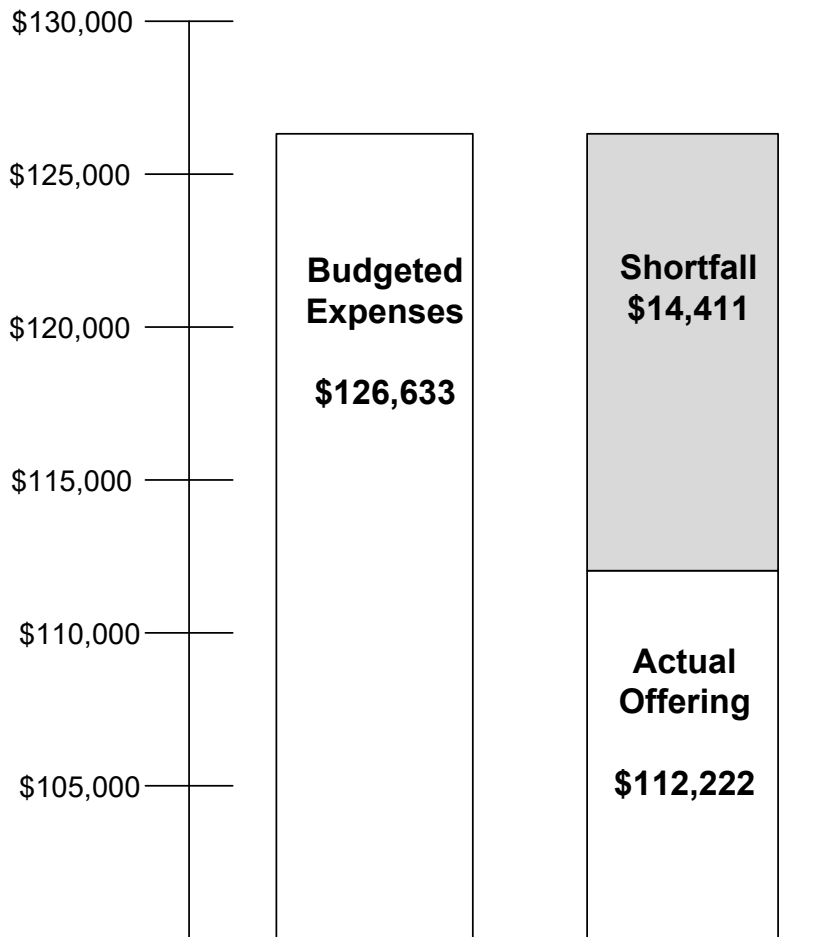 $130,000
$125,000
$120,000
$115,000
$110,000
$105,000
Budgeted
Expenses
$126,633
Shortfall
$14,411
Actual
Offering
$112,222